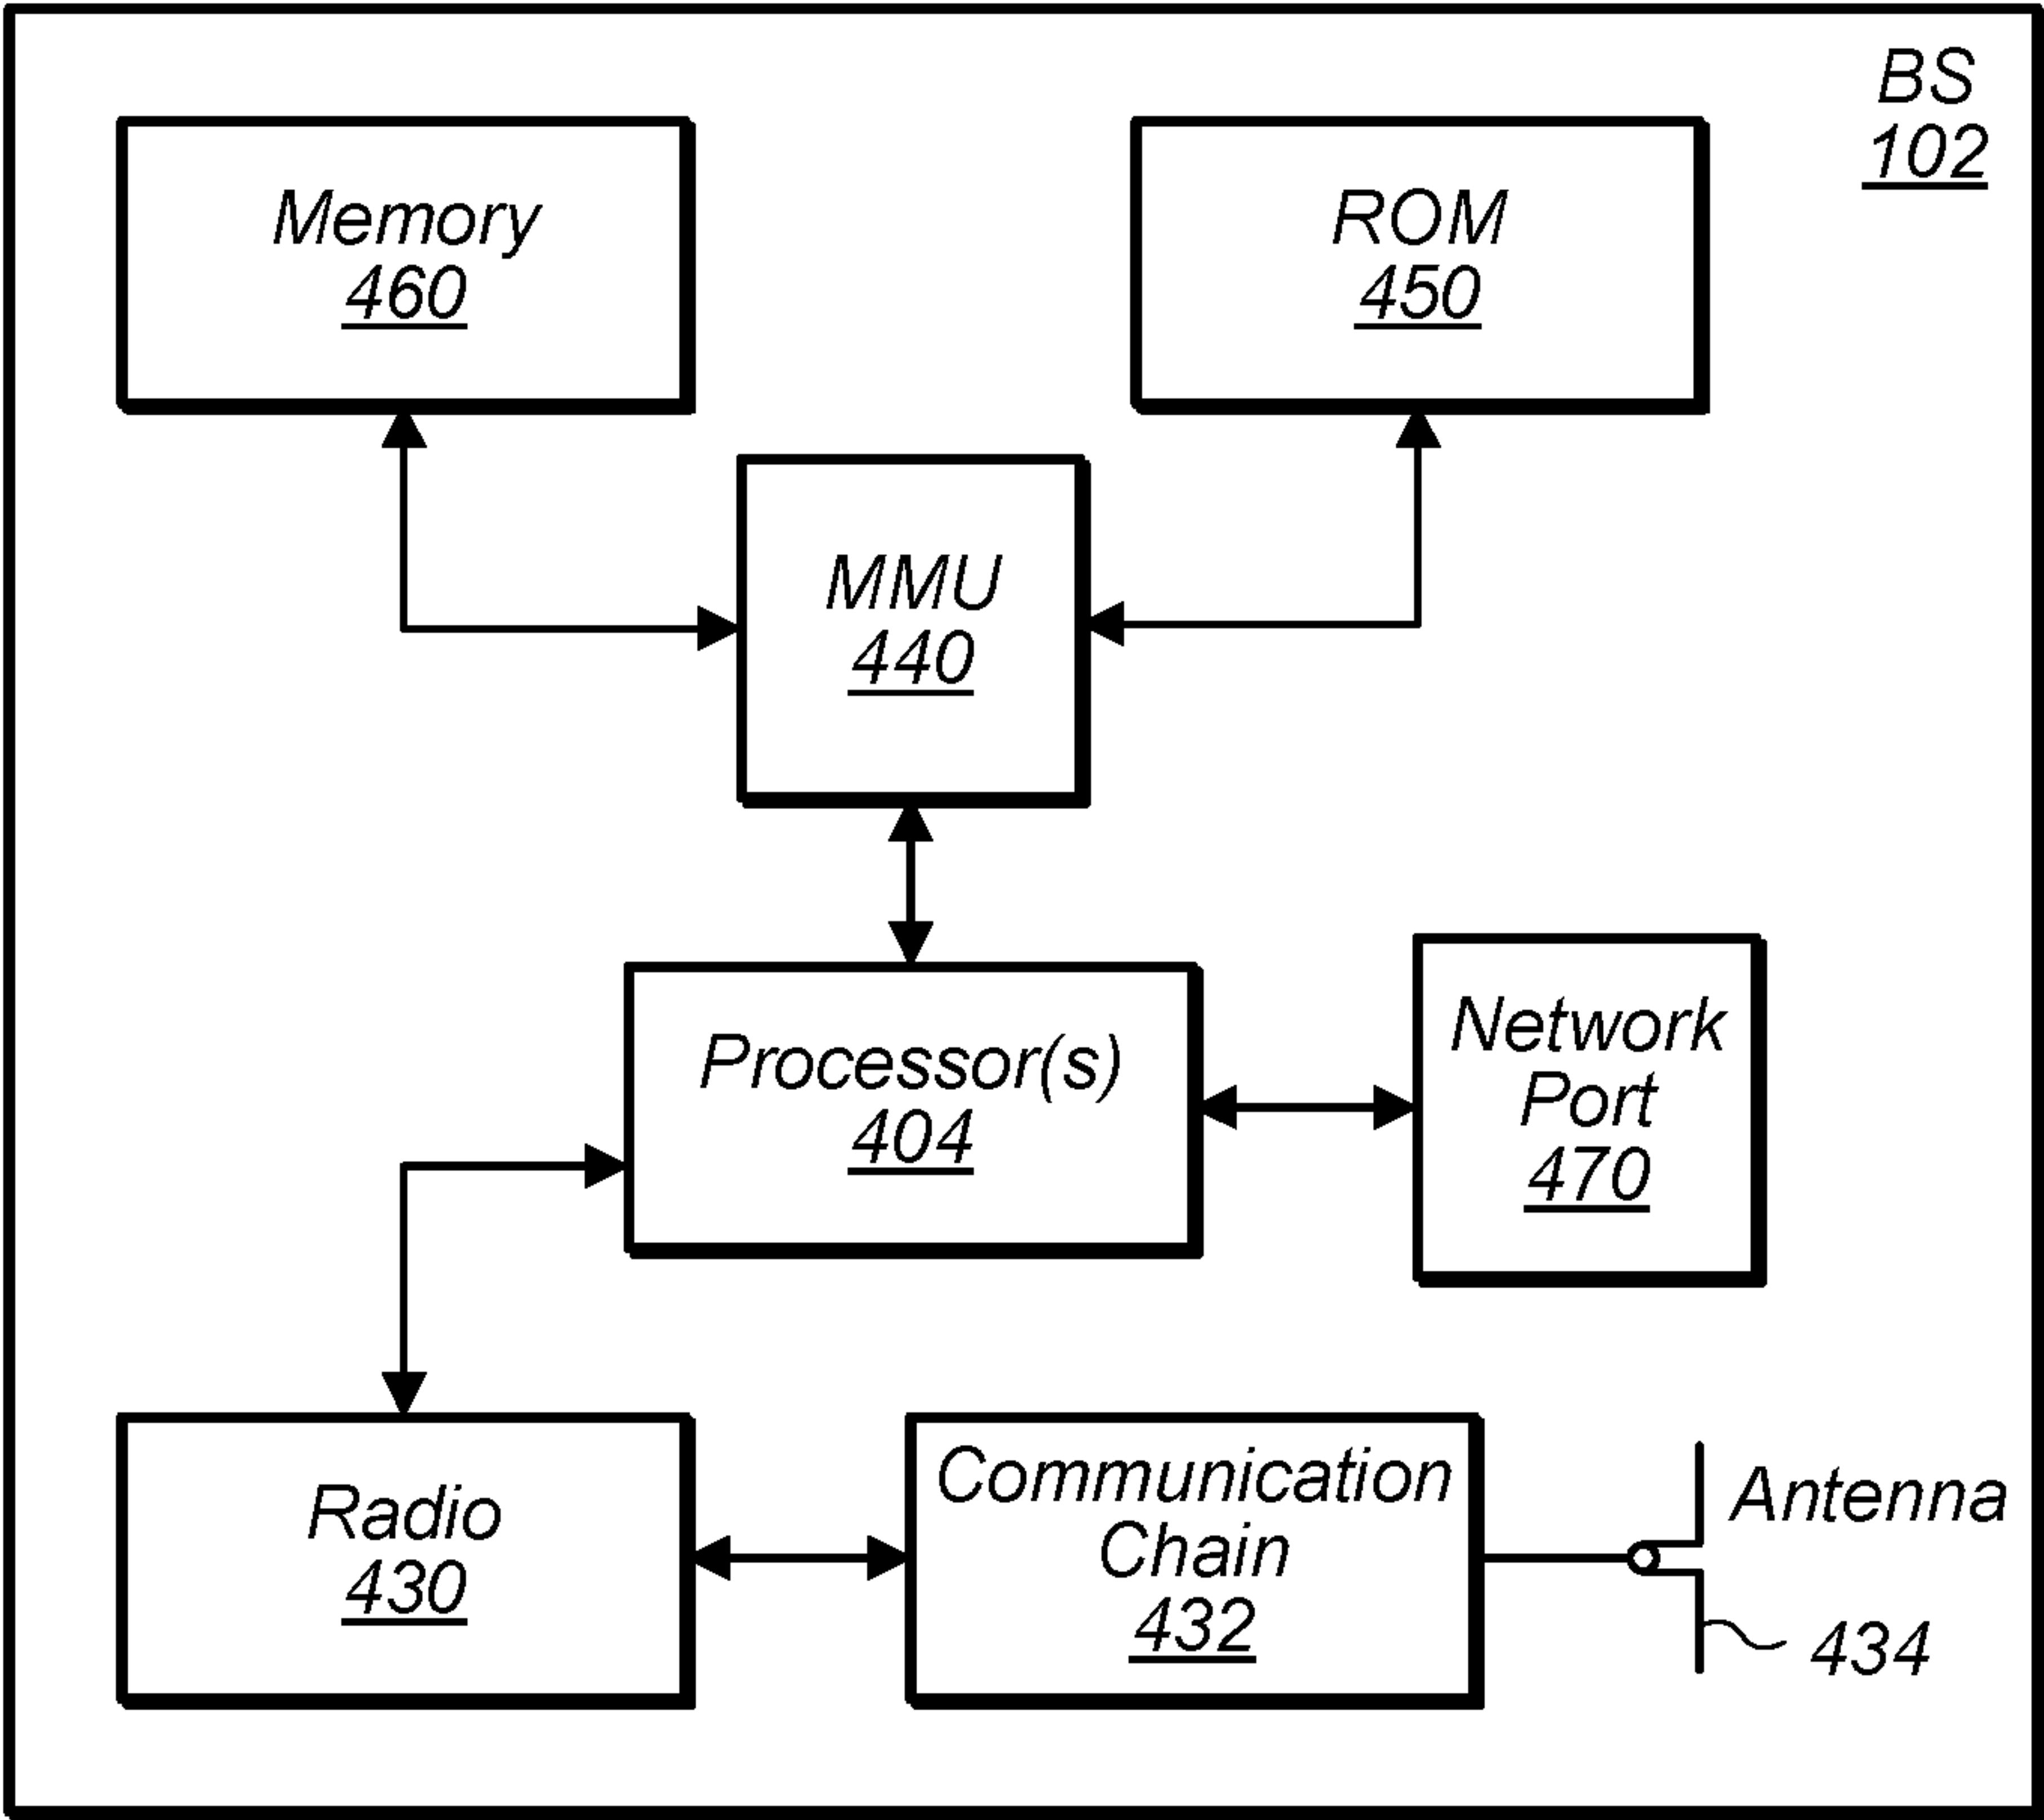 BS
102
Memory
460
ROM
450
MMU
440
Processor(s)
404
Network
Port
470
Radio
430
Communication
Chain
432
Antenna
434